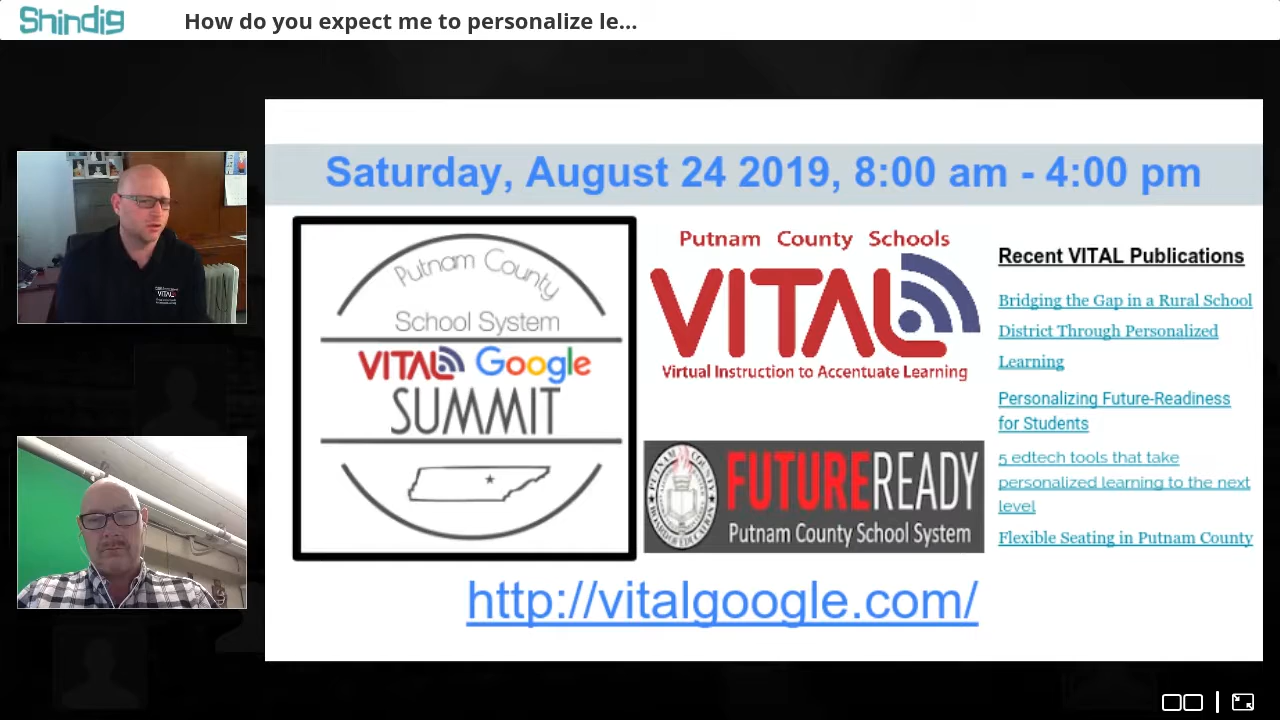 Shindig
How do you expect me to personalize le...
Saturday, August 24 2019, 8:00 am - 4:00 pm
Putnam County
School System
VITAL Google
SUMMIT
Putnam County Schools
VITAL
Virtual Instruction to Accentuate Learning
FUTUREREADY
Putnam County School System
Recent VITAL Publications
Bridging the Gap in a Rural School
District Through Personalized
Learning
Personalizing Future-Readiness
for Students
5 edtech tools that take
personalized learning to the next
level
Flexible Seating in Putnam County
http://vitalgoogle.com/
VITAL